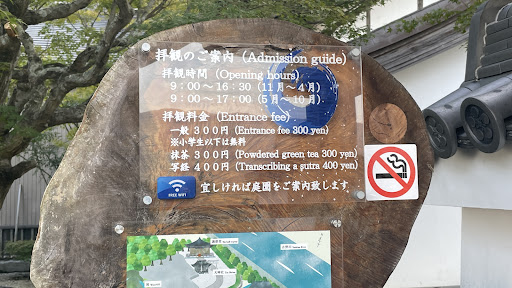 拝観のご案内 (Admission guide)
拝観時間 (Opening hours)
9:00〜16:30 (11月〜4月)
9:00〜17:00 (5月〜10月)
拝観料金 (Entrance fee)
一般300円 (Entrance fee 300 yen)
※小学生以下は無料
抹茶300円 (Powdered green tea 300 yen)
写経400円 (Transcribing a sutra 400 yen)
FREE WiFi
宜しければ庭園をご案内致します